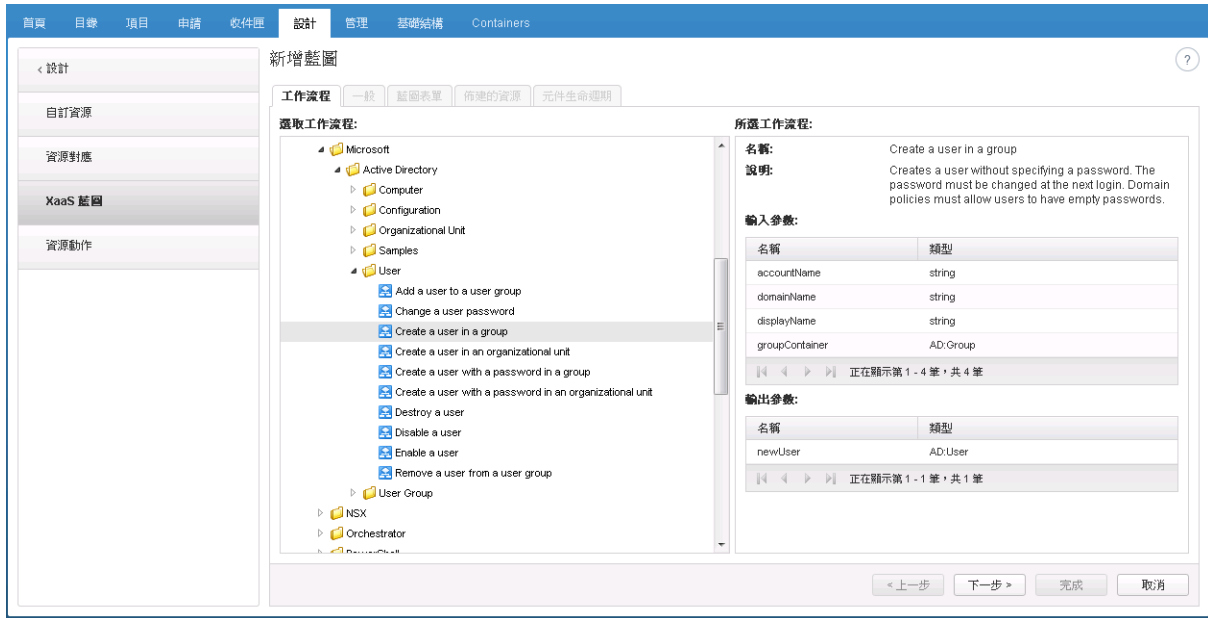 首頁 目錄 項目 申請 收件匣 設計 管理 基礎結構 Containers
< 設計
自訂資源
資源對應
XaaS 藍圖
資源動作
新增藍圖
?
工作流程 一般 藍圖表單 佈建的資源 元件生命週期
選取工作流程:
Microsoft
Active Directory
Computer
Configuration
Organizational Unit
Samples
User
Add a user to a user group
Change a user password
Create a user in a group
Create a user in an organizational unit
Create a user with a password in a group
Create a user with a password in an organizational unit
Destroy a user
Disable a user
Enable a user
Remove a user from a user group
User Group
NSX
Orchestrator
PowerShell
所選工作流程:
名稱: Create a user in a group
說明: Creates a user without specifying a password. The
password must be changed at the next login. Domain
policies must allow users to have empty passwords.
輸入參數:
名稱 類型
accountName string
domainName string
displayName string
groupContainer AD:Group
正在顯示第 1 - 4 筆，共 4 筆
輸出參數:
名稱 類型
newUser AD:User
正在顯示第 1 - 1 筆，共 1 筆
< 上一步 下一步 > 完成 取消